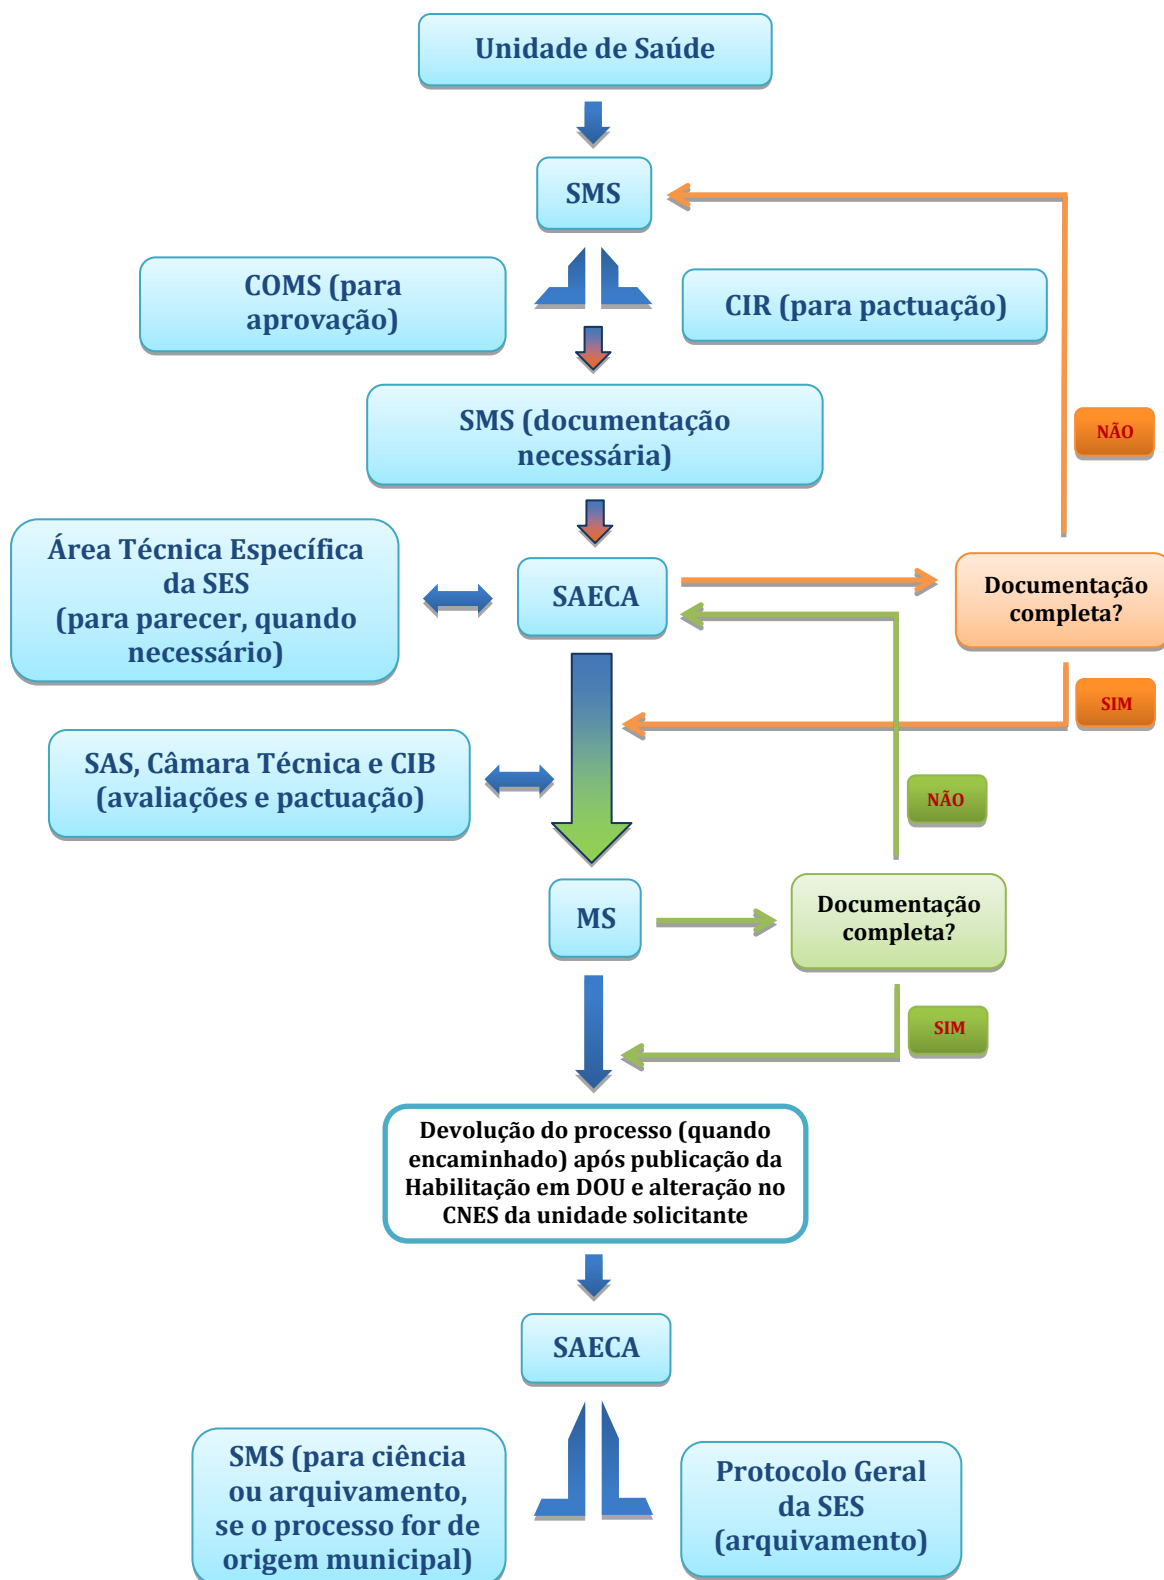 Unidade de Saúde
SMS
COMS (para
aprovação)
CIR (para pactuação)
SMS (documentação
necessária)
NÃO
Área Técnica Específica
da SES
(para parecer, quando
necessário)
SAECA
Documentação
completa?
SIM
SAS, Câmara Técnica e CIB
(avaliações e pactuação)
NÃO
MS
Documentação
completa?
SIM
Devolução do processo (quando
encaminhado) após publicação da
Habilitação em DOU e alteração no
CNES da unidade solicitante
SAECA
SMS (para ciência
ou arquivamento,
se o processo for de
origem municipal)
Protocolo Geral
da SES
(arquivamento)